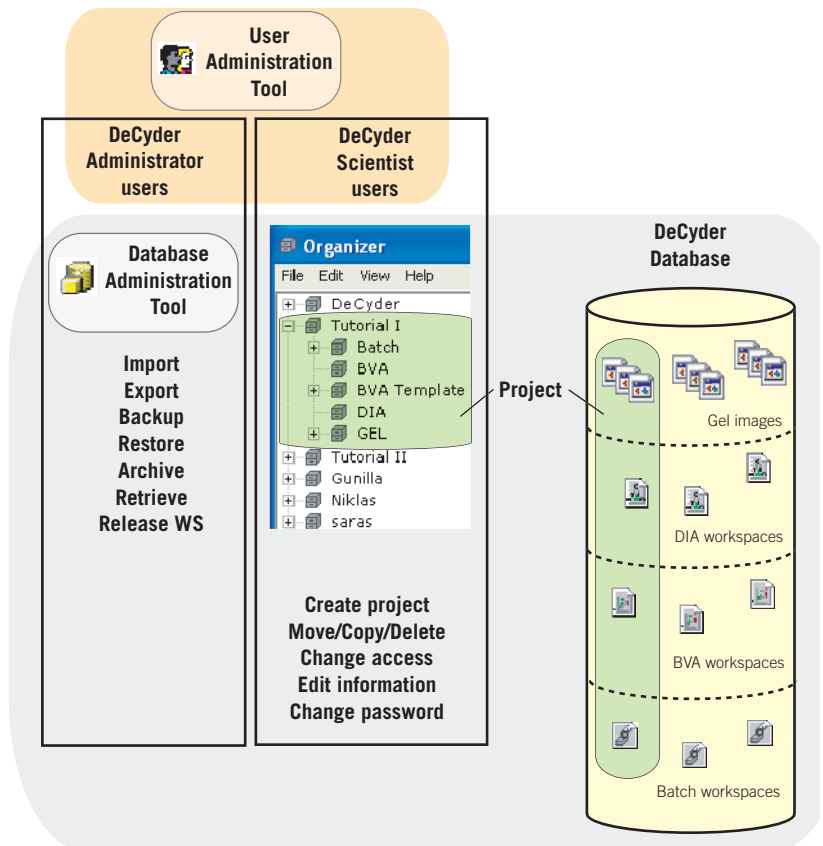 User
Administration
Tool
DeCyder
Administrator
users
DeCyder
Scientist
users
Database
Administration
Tool
Import
Export
Backup
Restore
Archive
Retrieve
Release WS
Organizer
File Edit View Help
DeCyder
Tutorial I
Batch
BVA
BVA Template
DIA
GEL
Tutorial II
Gunilla
Niklas
saras
Create project
Move/Copy/Delete
Change access
Edit information
Change password
Project
DeCyder
Database
Gel images
DIA workspaces
BVA workspaces
Batch workspaces